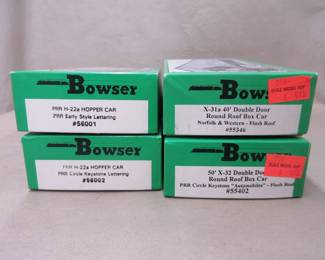 Bowser
PRR H-22a HOPPER CAR
PRR Early Style Lettering
#56001
Bowser
X-31a 40' Double Door
Round Roof Box Car
Norfolk & Western - Flush Roof
#55346
Bowser
PRR H-22a HOPPER CAR
PRR Circle Keystone Lettering
#56002
Bowser
50' X-32 Double Door
Round Roof Box Car
PRR Circle Keystone "Automobiles" - Flush Roof
#55402